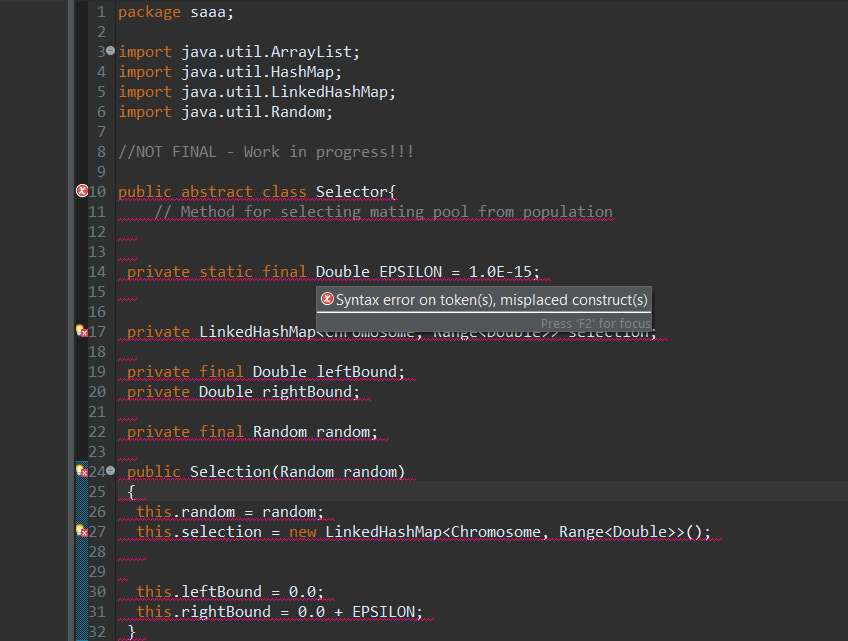 1 package saaa;
2
3 import java.util.ArrayList;
4 import java.util.HashMap;
5 import java.util.LinkedHashMap;
6 import java.util.Random;
7
8 //NOT FINAL - Work in progress!!!
9
10 public abstract class Selector{
11 // Method for selecting mating pool from population
12
13
14 private static final Double EPSILON = 1.0E-15;
15
Syntax error on token(s), misplaced construct(s)
16
Press 'F2' for focus
17 private LinkedHashMap<Chromosome, Range<Double>> selection;
18
19 private final Double leftBound;
20 private Double rightBound;
21
22 private final Random random;
23
24 public Selection(Random random)
25 {
26 this.random = random;
27 this.selection = new LinkedHashMap<Chromosome, Range<Double>>();
28
29
30 this.leftBound = 0.0;
31 this.rightBound = 0.0 + EPSILON;
32 }